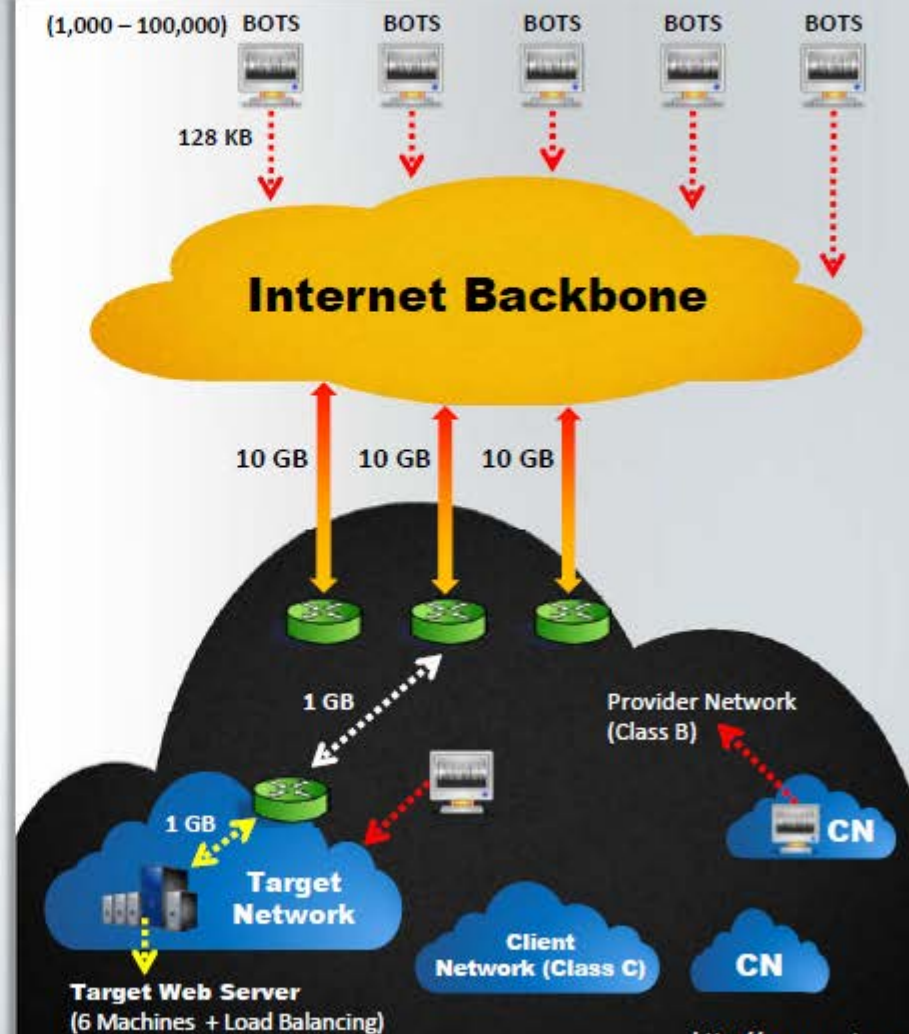 (1,000 – 100,000) BOTS BOTS BOTS BOTS BOTS
128 KB
Internet Backbone
10 GB 10 GB 10 GB
1 GB
Provider Network
(Class B)
1 GB
CN
Target
Network
Client
Network (Class C)
CN
Target Web Server
(6 Machines + Load Balancing)